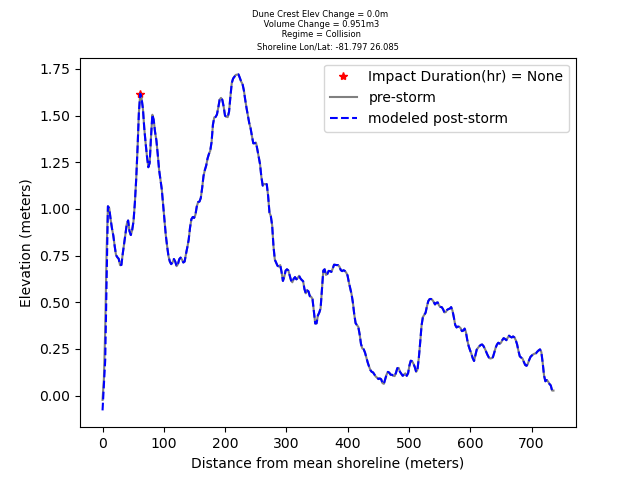 Dune Crest Elev Change = 0.0m
Volume Change = 0.951m3
Regime = Collision
Shoreline Lon/Lat: -81.797 26.085
Impact Duration(hr) = None
pre-storm
modeled post-storm
1.75
1.50
1.25
1.00
0.75
0.50
0.25
0.00
Elevation (meters)
0 100 200 300 400 500 600 700
Distance from mean shoreline (meters)